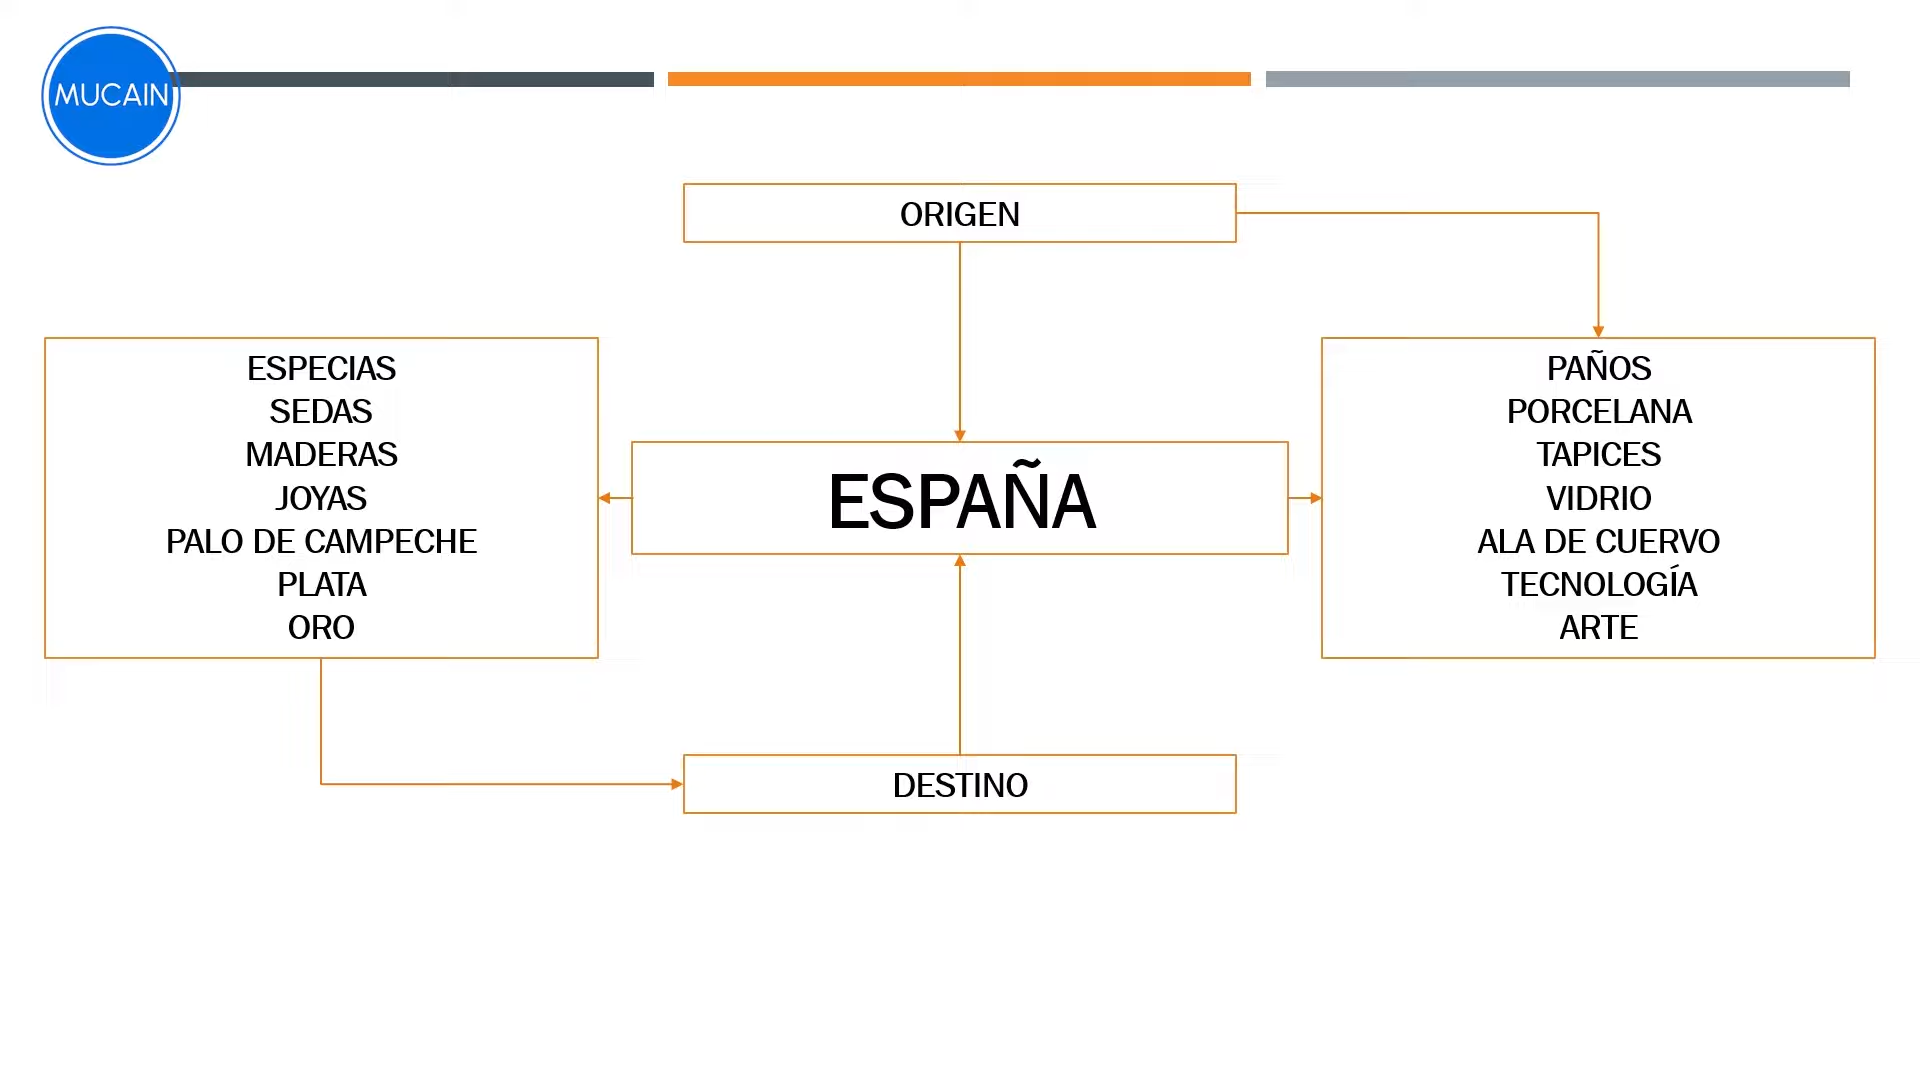 MUCAIN
ORIGEN
ESPECIAS
SEDAS
MADERAS
JOYAS
PALO DE CAMPECHE
PLATA
ORO
ESPAÑA
PAÑOS
PORCELANA
TAPICES
VIDRIO
ALA DE CUERVO
TECNOLOGÍA
ARTE
DESTINO